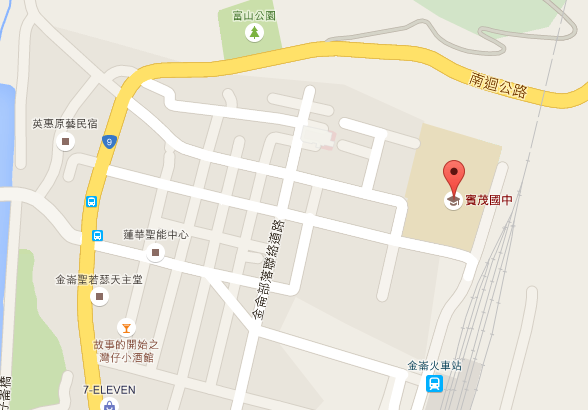 富山公園
南迴公路
英惠原藝民宿
9
賓茂國中
蓮華聖能中心
金崙聖若瑟天主堂
金崙部落聯絡道路
故事的開始之
灣仔小酒館
金崙火車站
7-ELEVEN